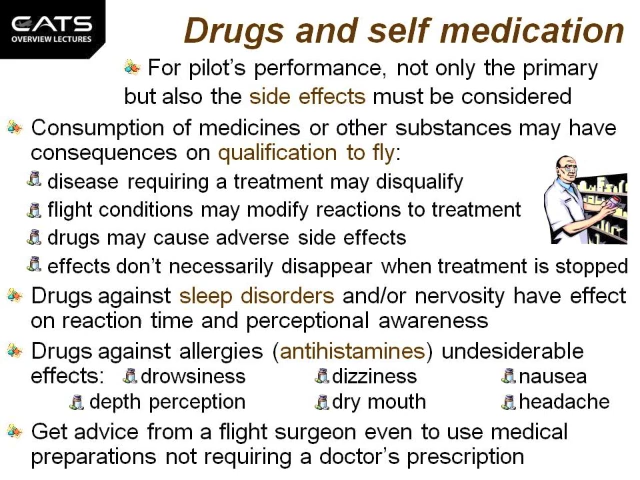 CATS
OVERVIEW LECTURES
Drugs and self medication
For pilot's performance, not only the primary
but also the side effects must be considered
Consumption of medicines or other substances may have
consequences on qualification to fly:
disease requiring a treatment may disqualify
flight conditions may modify reactions to treatment
drugs may cause adverse side effects
effects don't necessarily disappear when treatment is stopped
Drugs against sleep disorders and/or nervosity have effect
on reaction time and perceptional awareness
Drugs against allergies (antihistamines) undesiderable
effects: drowsiness dizziness nausea
depth perception dry mouth headache
Get advice from a flight surgeon even to use medical
preparations not requiring a doctor's prescription